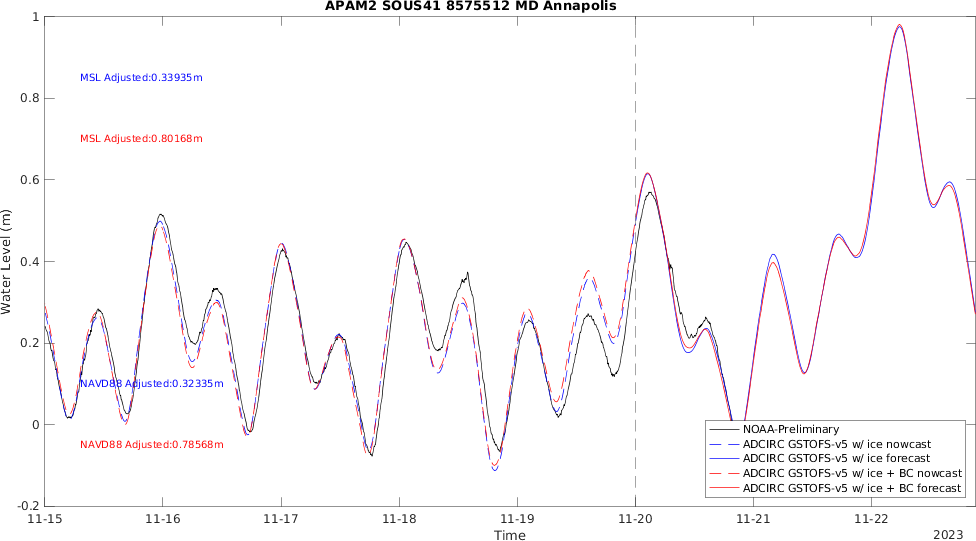 APAM2 SOUS41 8575512 MD Annapolis
1
0.8
0.6
0.4
0.2
0
-0.2
Water Level (m)
MSL Adjusted:0.33935m
MSL Adjusted:0.80168m
NAVD88 Adjusted:0.32335m
NAVD88 Adjusted:0.78568m
NOAA-Preliminary
ADCIRC GSTOFS-v5 w/ ice nowcast
ADCIRC GSTOFS-v5 w/ ice forecast
ADCIRC GSTOFS-v5 w/ ice + BC nowcast
ADCIRC GSTOFS-v5 w/ ice + BC forecast
11-15 11-16 11-17 11-18 11-19 11-20 11-21 11-22
Time
2023